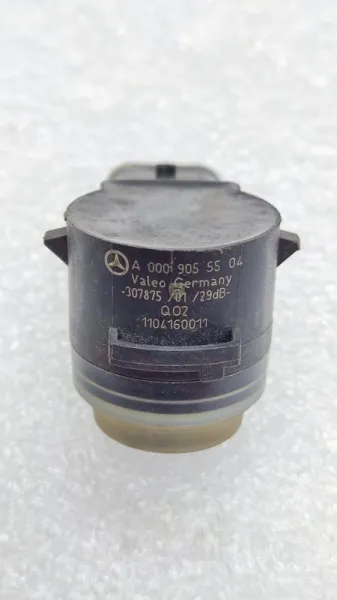 A 000 905 55 04
Valeo Germany
-307875 /01 /29dB-
Q02
1104160011